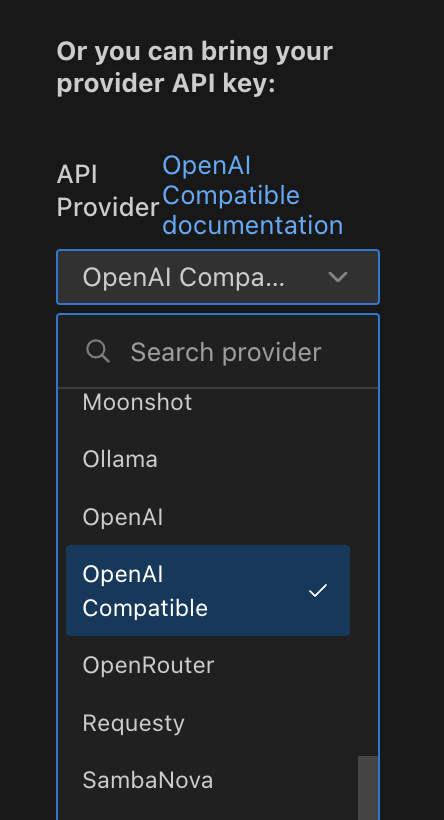 Or you can bring your
provider API key:
API
Provider
OpenAI
Compatible
documentation
OpenAI Compa...
Search provider
Moonshot
Ollama
OpenAI
OpenAI
Compatible
OpenRouter
Requesty
SambaNova